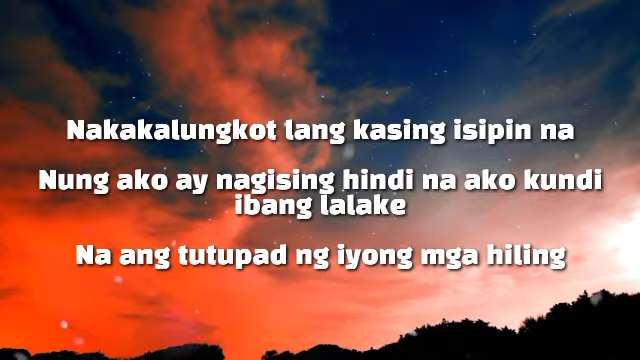 Nakakalungkot lang kasing isipin na
Nung ako ay nagising hindi na ako kundi
ibang lalake
Na ang tutupad ng iyong mga hiling